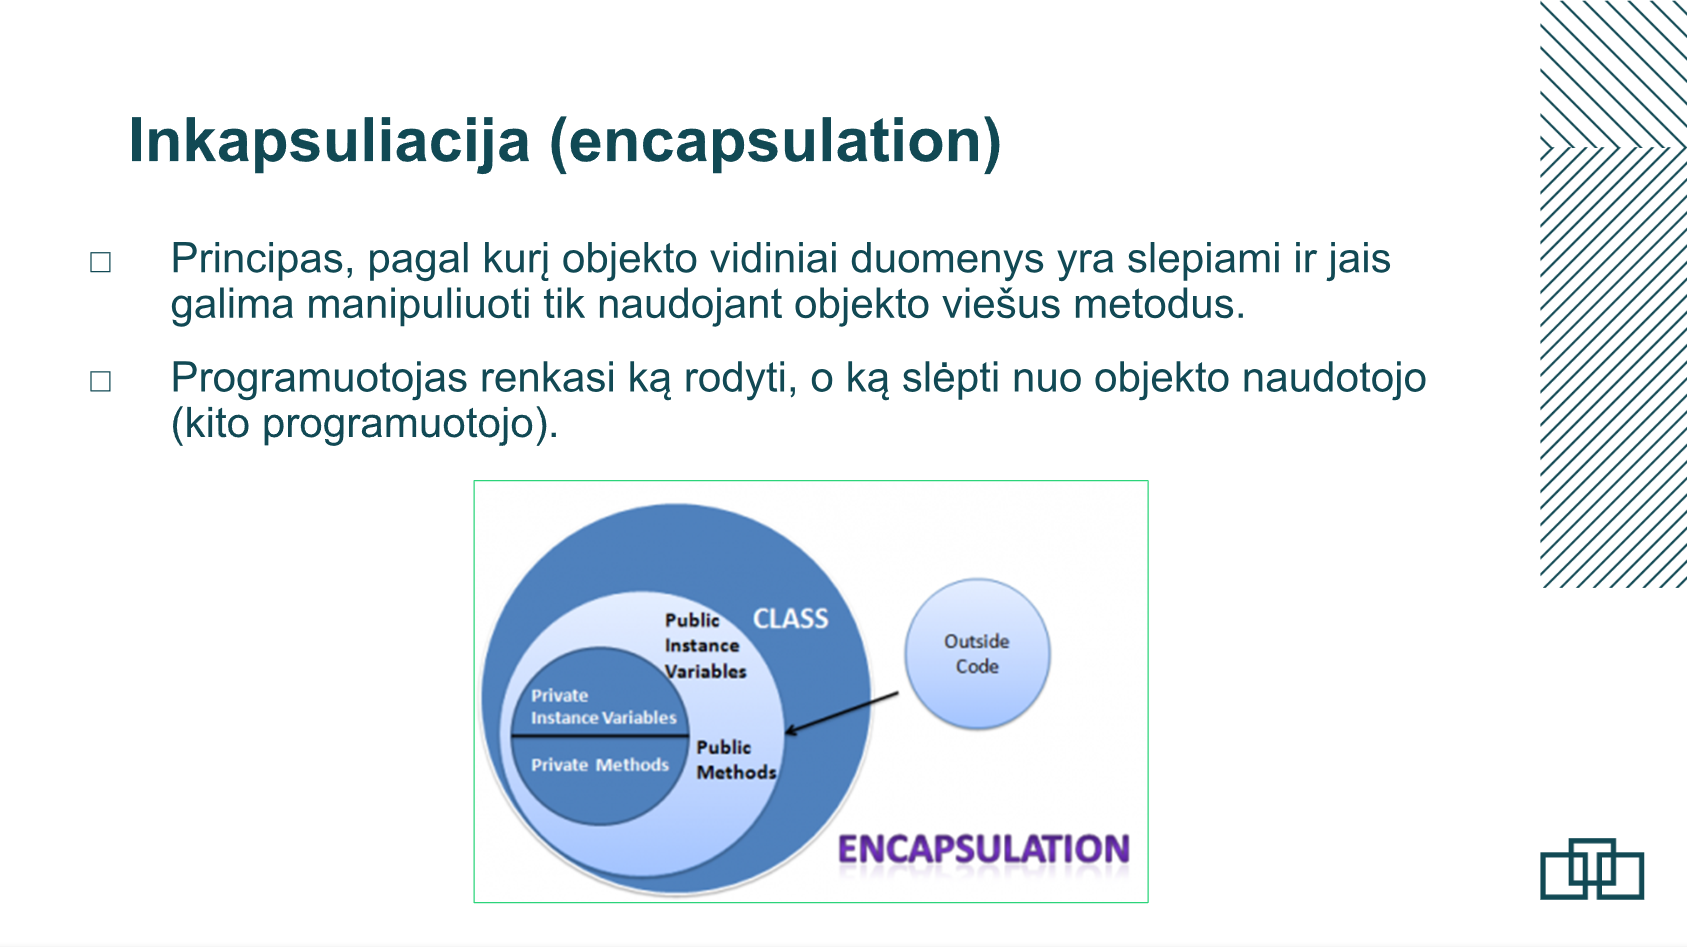 Inkapsuliacija (encapsulation)
Principas, pagal kurį objekto vidiniai duomenys yra slepiami ir jais
galima manipuliuoti tik naudojant objekto viešus metodus.
Programuotojas renkasi ką rodyti, o ką slėpti nuo objekto naudotojo
(kito programuotojo).
CLASS
Public
Instance
Variables
Private
Instance Variables
Private Methods
Public
Methods
Outside
Code
ENCAPSULATION